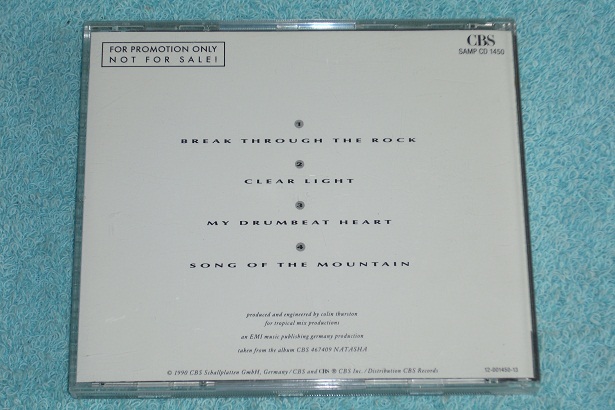 FOR PROMOTION ONLY
NOT FOR SALE!
CBS
SAMP CD 1450
1
BREAK THROUGH THE ROCK
2
CLEAR LIGHT
3
MY DRUMBEAT HEART
4
SONG OF THE MOUNTAIN
produced and engineered by colin thurston
for tropical mix productions
an EMI music publishing germany production
taken from the album CBS 467409 NATASHA
© 1990 CBS Schallplatten GmbH, Germany / CBS and CBS ® CBS Inc. / Distribution CBS Records
12-001450-13